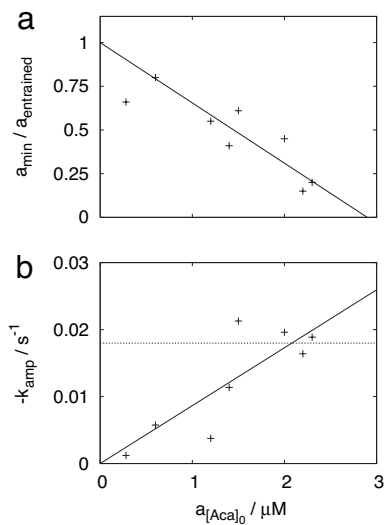 a
1
0.75
0.5
0.25
0
a_min / a_entrained
b
0.03
0.02
0.01
0
-k_amp / s^-1
0 1 2 3
a_[Aca]_0 / μM